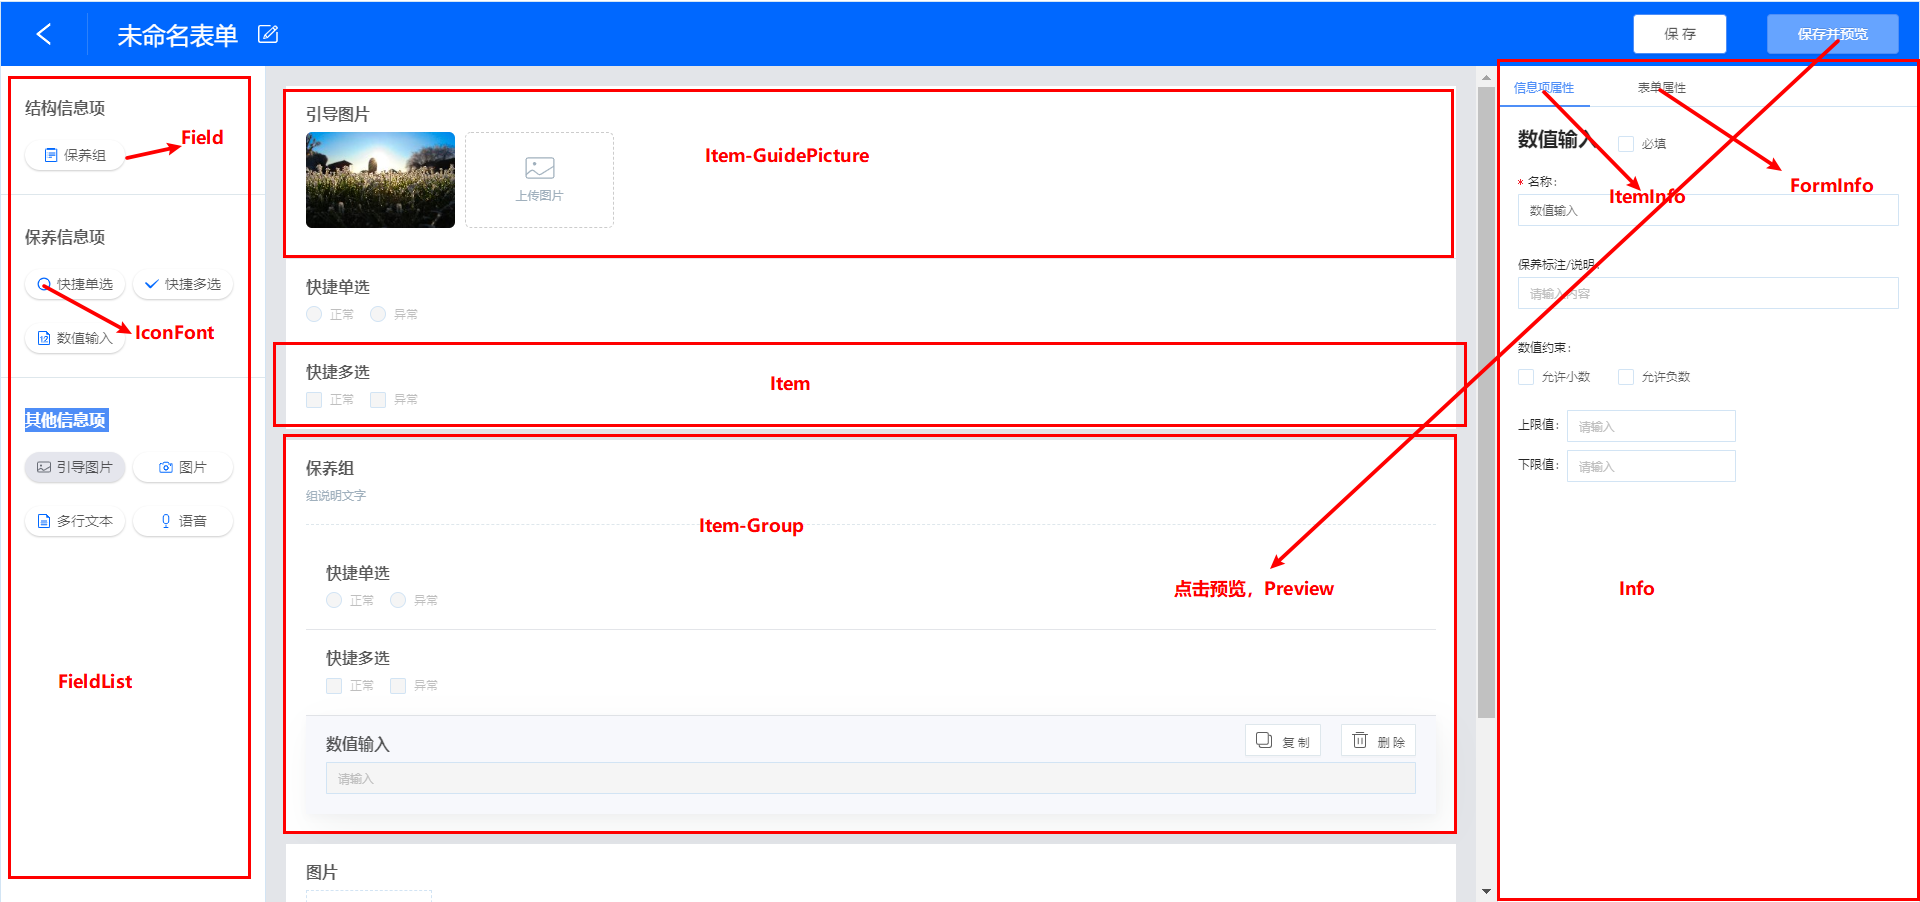 未命名表单
保 存
保存并预览
结构信息项
保养组
Field
保养信息项
快捷单选
快捷多选
数值输入
IconFont
其他信息项
引导图片
图片
多行文本
语音
FieldList
引导图片
上传图片
Item-GuidePicture
快捷单选
正常
异常
快捷多选
正常
异常
Item
保养组
组说明文字
Item-Group
快捷单选
正常
异常
点击预览，Preview
快捷多选
正常
异常
数值输入
复 制
删 除
请输入
图片
信息项属性
表单属性
数值输入
必填
* 名称：
ItemInfo
FormInfo
数值输入
保养标注/说明：
请输入内容
数值约束：
允许小数
允许负数
上限值：
请输入
下限值：
请输入
Info